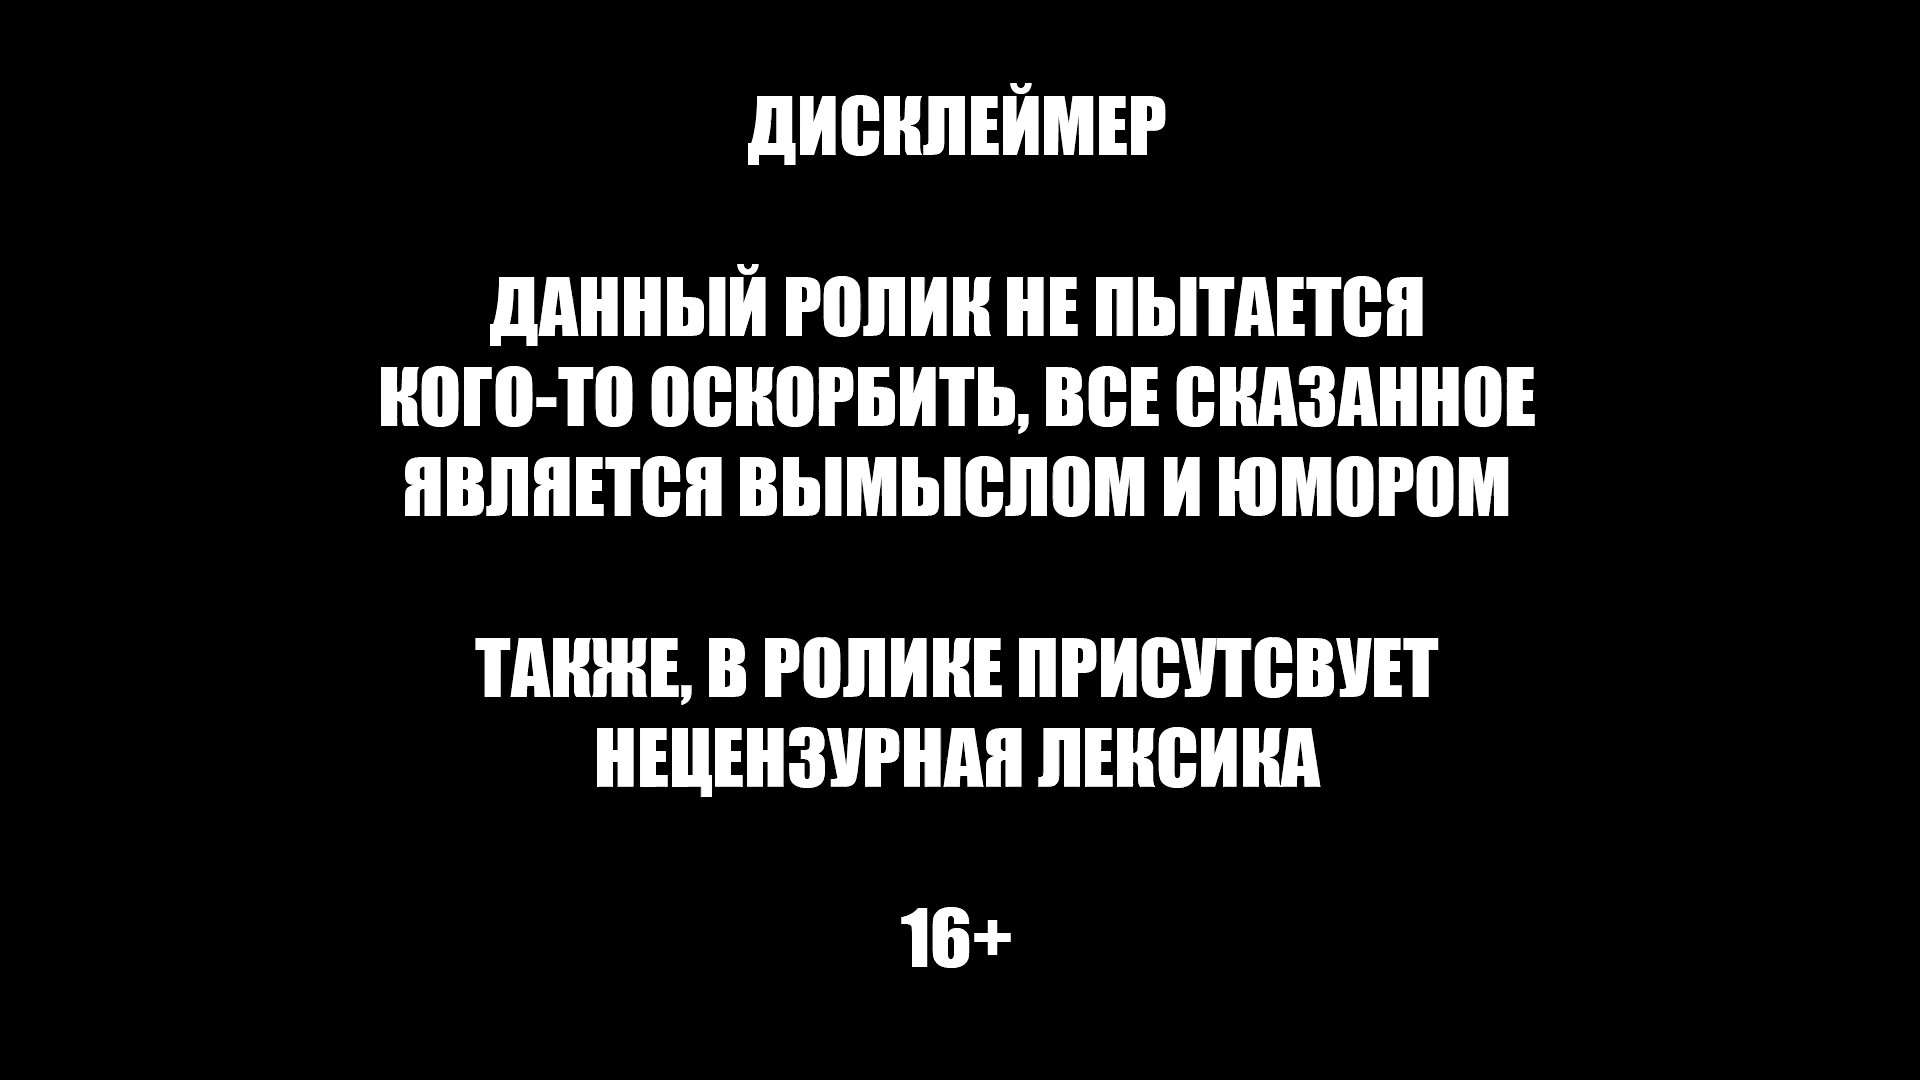 ДИСКЛЕЙМЕР
ДАННЫЙ РОЛИК НЕ ПЫТАЕТСЯ
КОГО-ТО ОСКОРБИТЬ, ВСЕ СКАЗАННОЕ
ЯВЛЯЕТСЯ ВЫМЫСЛОМ И ЮМОРОМ
ТАКЖЕ, В РОЛИКЕ ПРИСУТСВУЕТ
НЕЦЕНЗУРНАЯ ЛЕКСИКА
16+